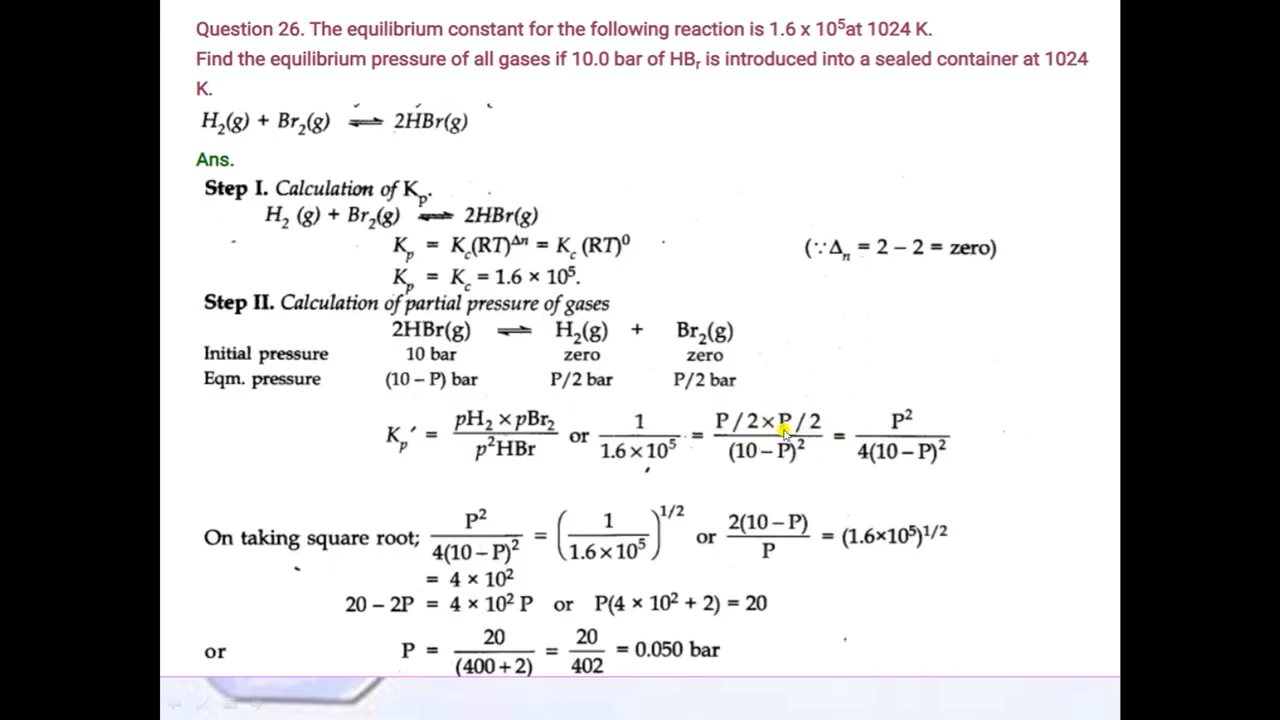 Question 26. The equilibrium constant for the following reaction is 1.6 x 10⁵at 1024 K.
Find the equilibrium pressure of all gases if 10.0 bar of HBᵣ is introduced into a sealed container at 1024
K.
H₂(g) + Br₂(g) ⇌ 2HBr(g)
Ans.
Step I. Calculation of Kₚ.
H₂ (g) + Br₂(g) ⇌ 2HBr(g)
Kₚ = K꜀(RT)^Δn = K꜀ (RT)⁰ (∵Δₙ = 2 – 2 = zero)
Kₚ = K꜀ = 1.6 × 10⁵.
Step II. Calculation of partial pressure of gases
2HBr(g) ⇌ H₂(g) + Br₂(g)
Initial pressure 10 bar zero zero
Eqm. pressure (10 – P) bar P/2 bar P/2 bar
Kₚ′ = pH₂ × pBr₂ / p²HBr or 1 / 1.6 × 10⁵ = P/2 × P/2 / (10 – P)² = P² / 4(10 – P)²
On taking square root; P² / 4(10 – P)² = (1 / 1.6 × 10⁵)^1/2 or 2(10 – P) / P = (1.6×10⁵)^1/2
= 4 × 10²
20 – 2P = 4 × 10² P or P(4 × 10² + 2) = 20
or P = 20 / (400 + 2) = 20 / 402 = 0.050 bar